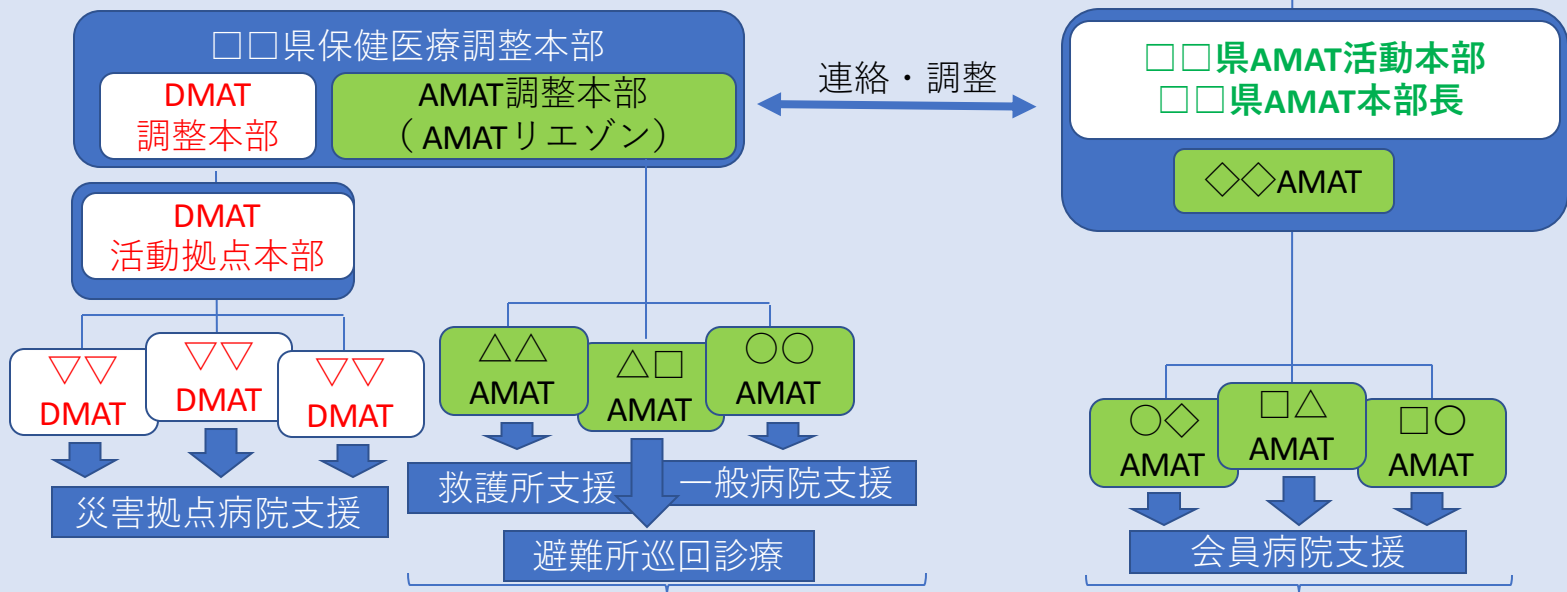 □□県保健医療調整本部
DMAT
調整本部
AMAT調整本部
（AMATリエゾン）
連絡・調整
□□県AMAT活動本部
□□県AMAT本部長
◇◇AMAT
DMAT
活動拠点本部
▽▽
DMAT
▽▽
DMAT
▽▽
DMAT
△△
AMAT
△□
AMAT
○○
AMAT
○◇
AMAT
□△
AMAT
□○
AMAT
災害拠点病院支援
救護所支援
一般病院支援
避難所巡回診療
会員病院支援